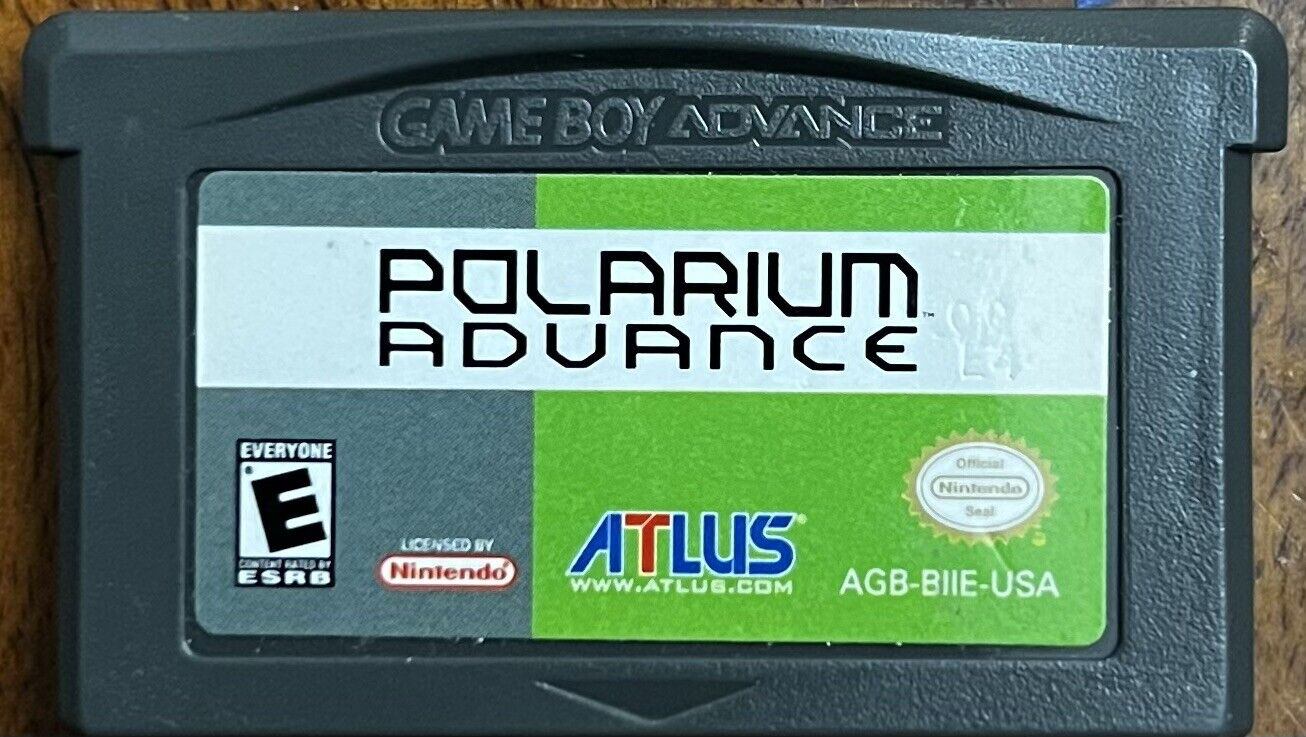 GAME BOY ADVANCE
POLARIUM™
ADVANCE
EVERYONE
E
CONTENT RATED BY
ESRB
LICENSED BY
Nintendo®
ATLUS®
WWW.ATLUS.COM
Official
Nintendo
Seal
AGB-BIIE-USA